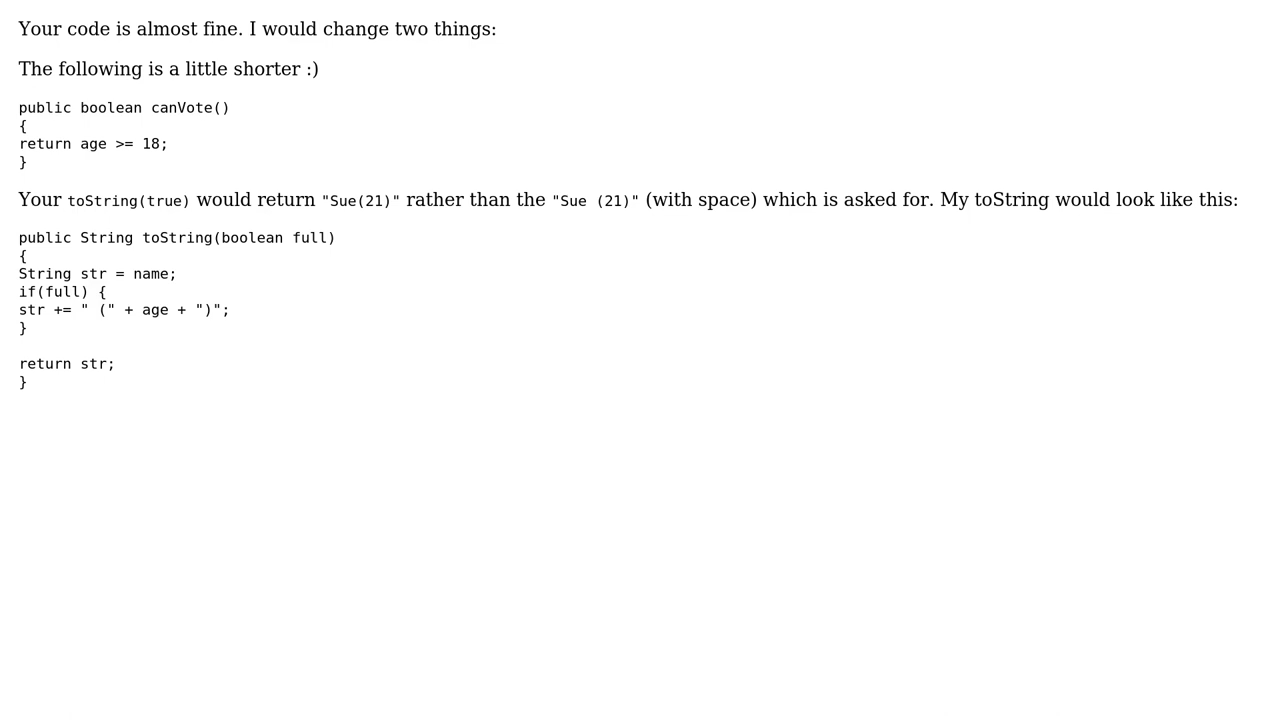 Your code is almost fine. I would change two things:
The following is a little shorter :)
public boolean canVote()
{
return age >= 18;
}
Your toString(true) would return "Sue(21)" rather than the "Sue (21)" (with space) which is asked for. My toString would look like this:
public String toString(boolean full)
{
String str = name;
if(full) {
str += " (" + age + ")";
}
return str;
}